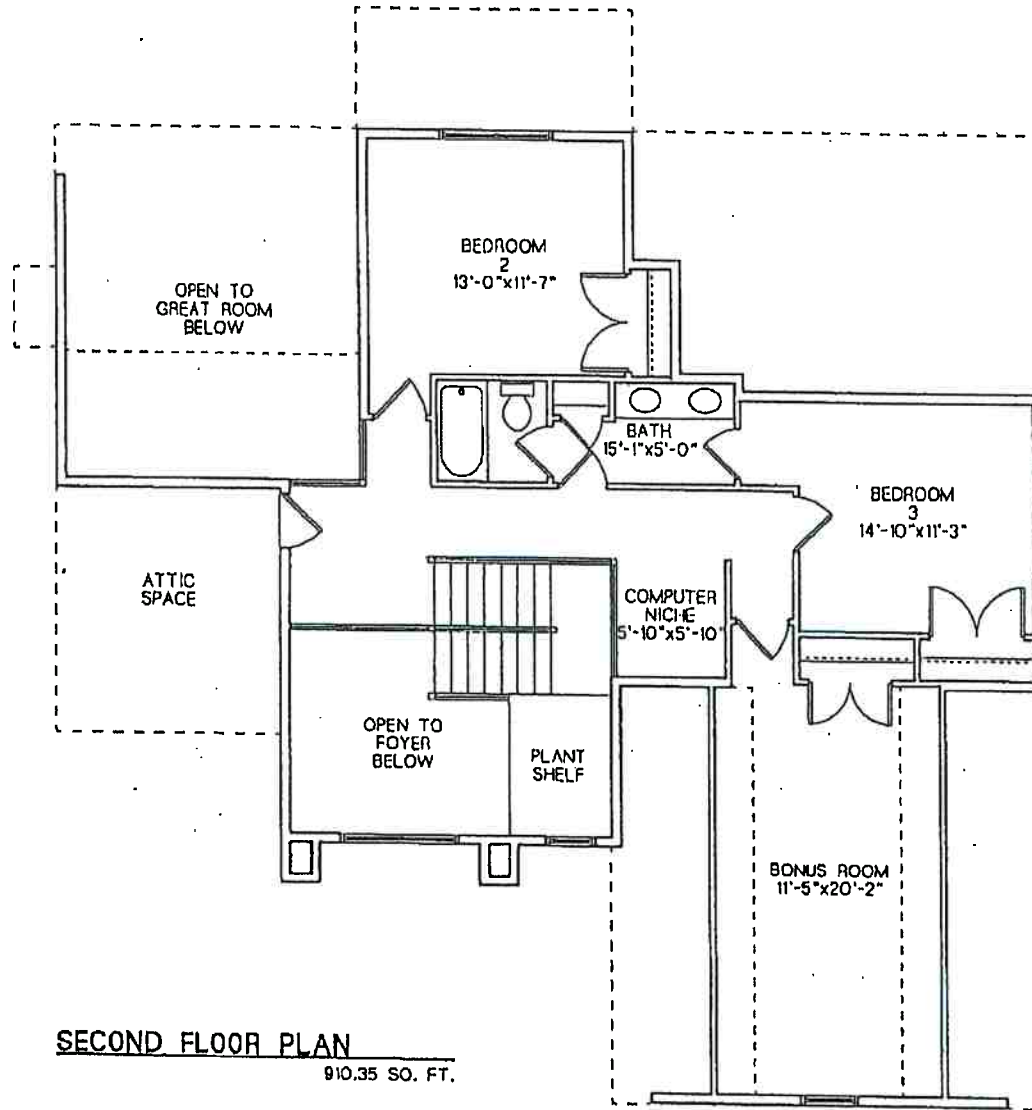 BEDROOM
2
13'-0"x11'-7"
OPEN TO
GREAT ROOM
BELOW
BATH
15'-1"x5'-0"
BEDROOM
3
14'-10"x11'-3"
ATTIC
SPACE
COMPUTER
NICHE
5'-10"x5'-10"
OPEN TO
FOYER
BELOW
PLANT
SHELF
BONUS ROOM
11'-5"x20'-2"
SECOND FLOOR PLAN
910.35 SO. FT.